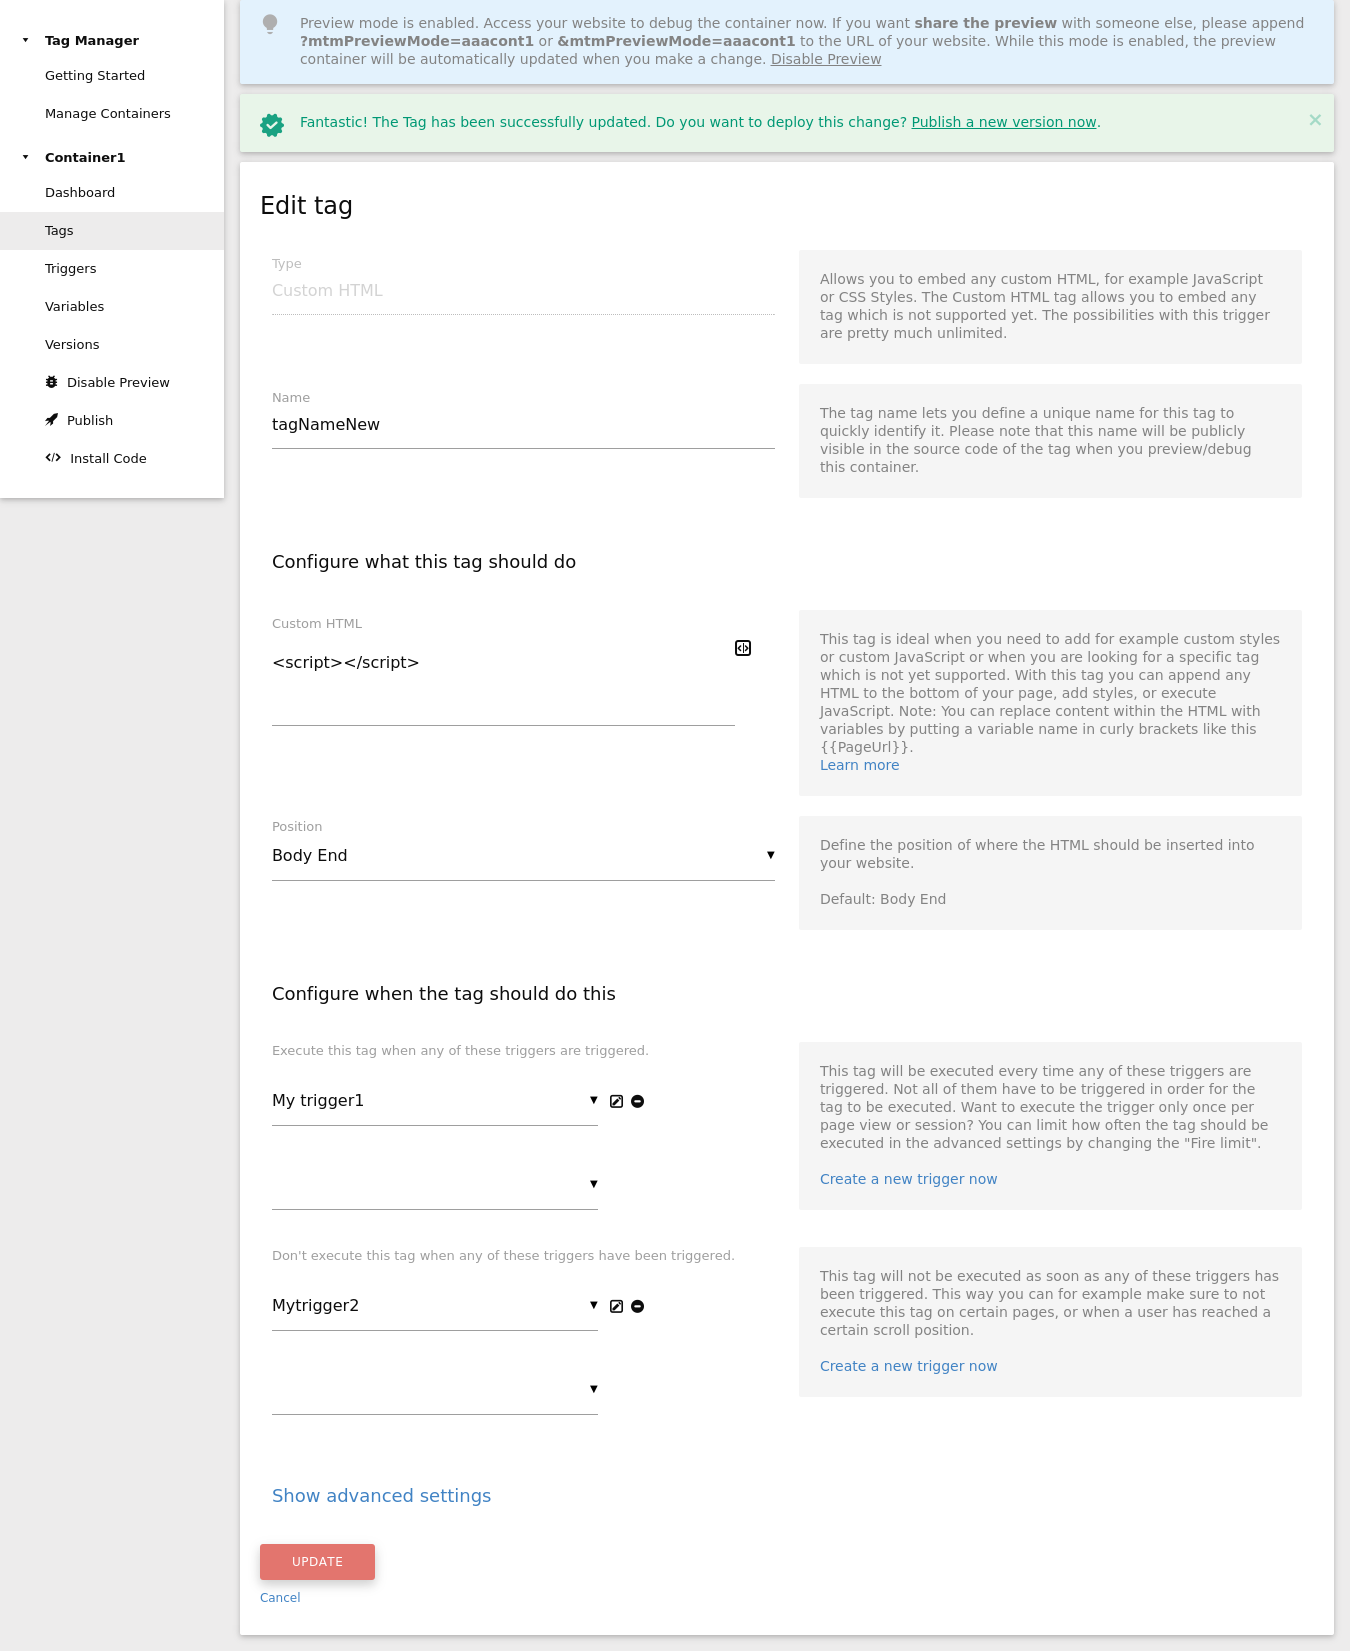 Tag Manager
Getting Started
Manage Containers
Container1
Dashboard
Tags
Triggers
Variables
Versions
Disable Preview
Publish
Install Code
Preview mode is enabled. Access your website to debug the container now. If you want share the preview with someone else, please append
?mtmPreviewMode=aaacont1 or &mtmPreviewMode=aaacont1 to the URL of your website. While this mode is enabled, the preview
container will be automatically updated when you make a change. Disable Preview
Fantastic! The Tag has been successfully updated. Do you want to deploy this change? Publish a new version now.
Edit tag
Type
Custom HTML
Allows you to embed any custom HTML, for example JavaScript
or CSS Styles. The Custom HTML tag allows you to embed any
tag which is not supported yet. The possibilities with this trigger
are pretty much unlimited.
Name
tagNameNew
The tag name lets you define a unique name for this tag to
quickly identify it. Please note that this name will be publicly
visible in the source code of the tag when you preview/debug
this container.
Configure what this tag should do
Custom HTML
<script></script>
This tag is ideal when you need to add for example custom styles
or custom JavaScript or when you are looking for a specific tag
which is not yet supported. With this tag you can append any
HTML to the bottom of your page, add styles, or execute
JavaScript. Note: You can replace content within the HTML with
variables by putting a variable name in curly brackets like this
{{PageUrl}}.
Learn more
Position
Body End
Define the position of where the HTML should be inserted into
your website.
Default: Body End
Configure when the tag should do this
Execute this tag when any of these triggers are triggered.
My trigger1
This tag will be executed every time any of these triggers are
triggered. Not all of them have to be triggered in order for the
tag to be executed. Want to execute the trigger only once per
page view or session? You can limit how often the tag should be
executed in the advanced settings by changing the "Fire limit".
Create a new trigger now
Don't execute this tag when any of these triggers have been triggered.
Mytrigger2
This tag will not be executed as soon as any of these triggers has
been triggered. This way you can for example make sure to not
execute this tag on certain pages, or when a user has reached a
certain scroll position.
Create a new trigger now
Show advanced settings
UPDATE
Cancel